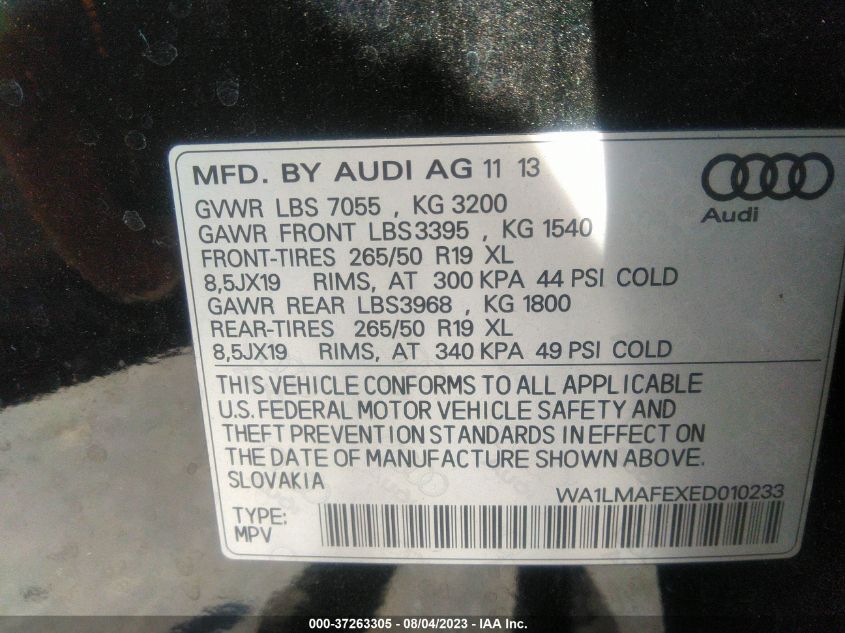 MFD. BY AUDI AG 11 13
Audi
GVWR LBS 7055 , KG 3200
GAWR FRONT LBS3395 , KG 1540
FRONT-TIRES 265/50 R19 XL
8,5JX19 RIMS, AT 300 KPA 44 PSI COLD
GAWR REAR LBS3968 , KG 1800
REAR-TIRES 265/50 R19 XL
8,5JX19 RIMS, AT 340 KPA 49 PSI COLD
THIS VEHICLE CONFORMS TO ALL APPLICABLE
U.S. FEDERAL MOTOR VEHICLE SAFETY AND
THEFT PREVENTION STANDARDS IN EFFECT ON
THE DATE OF MANUFACTURE SHOWN ABOVE.
SLOVAKIA
WA1LMAFEXED010233
TYPE:
MPV
000-37263305 - 08/04/2023 - IAA Inc.